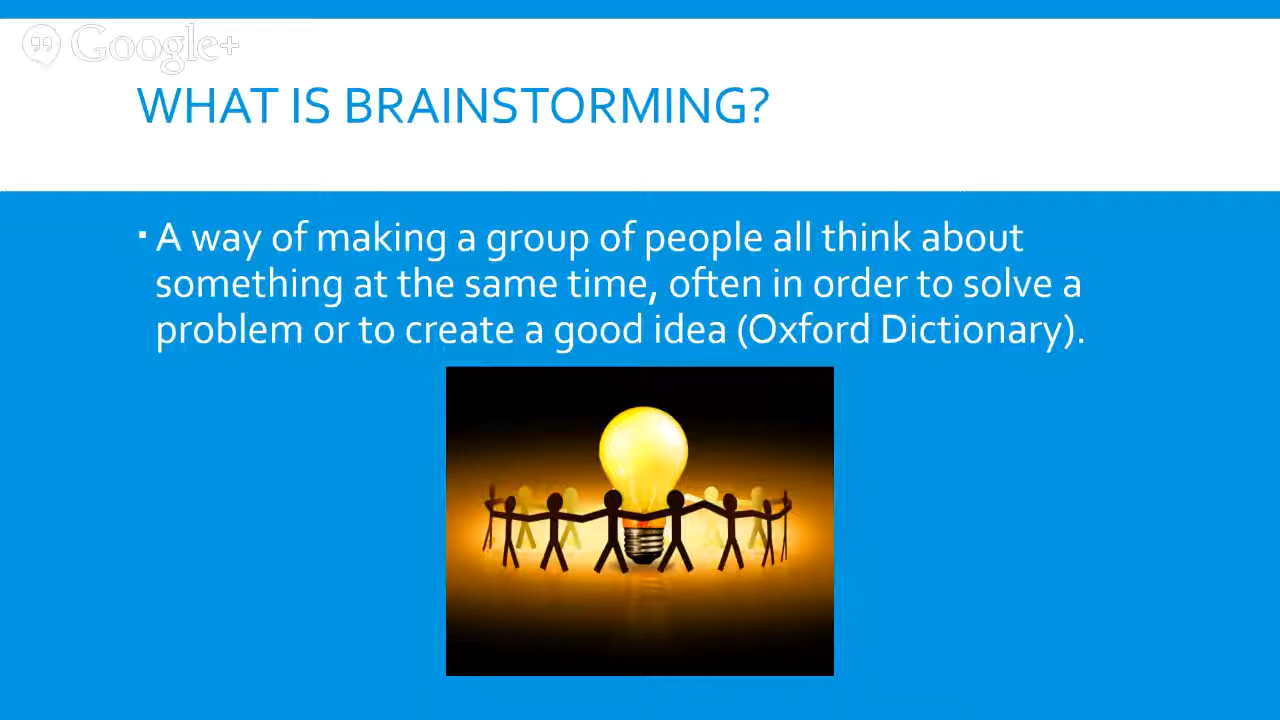 Google+
WHAT IS BRAINSTORMING?
▪ A way of making a group of people all think about
something at the same time, often in order to solve a
problem or to create a good idea (Oxford Dictionary).